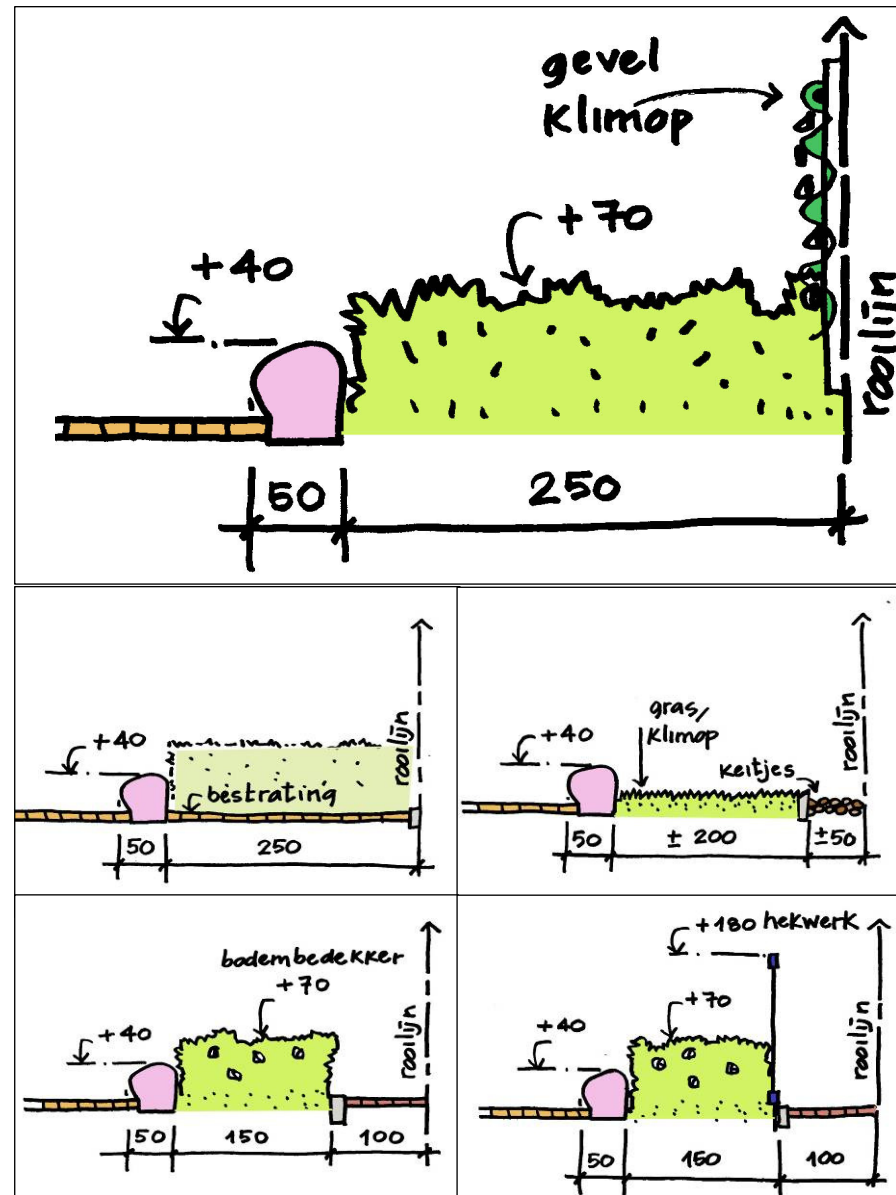 gevel
Klimop
+70
+40
rooilijn
50
250
+40
bestrating
rooilijn
50
250
gras/
Klimop
+40
Keitjes
rooilijn
50
± 200
±50
bodembedekker
+70
+40
rooilijn
50
150
100
+180 hekwerk
+70
+40
rooilijn
50
150
100